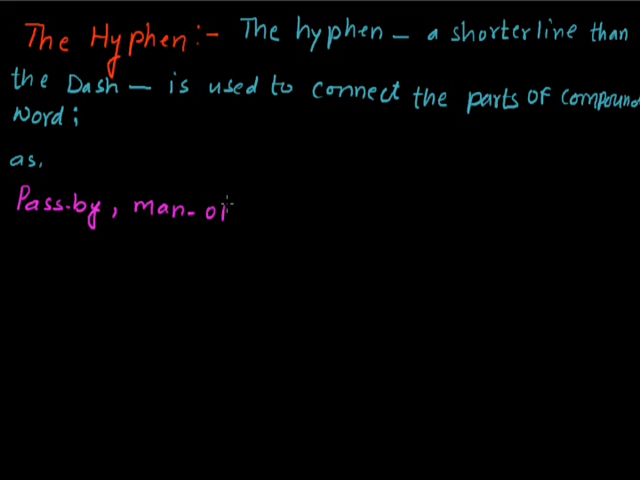 The Hyphen:- The hyphen — a shorter line than
the Dash — is used to connect the parts of compound
word;
as,
Pass-by, man-of